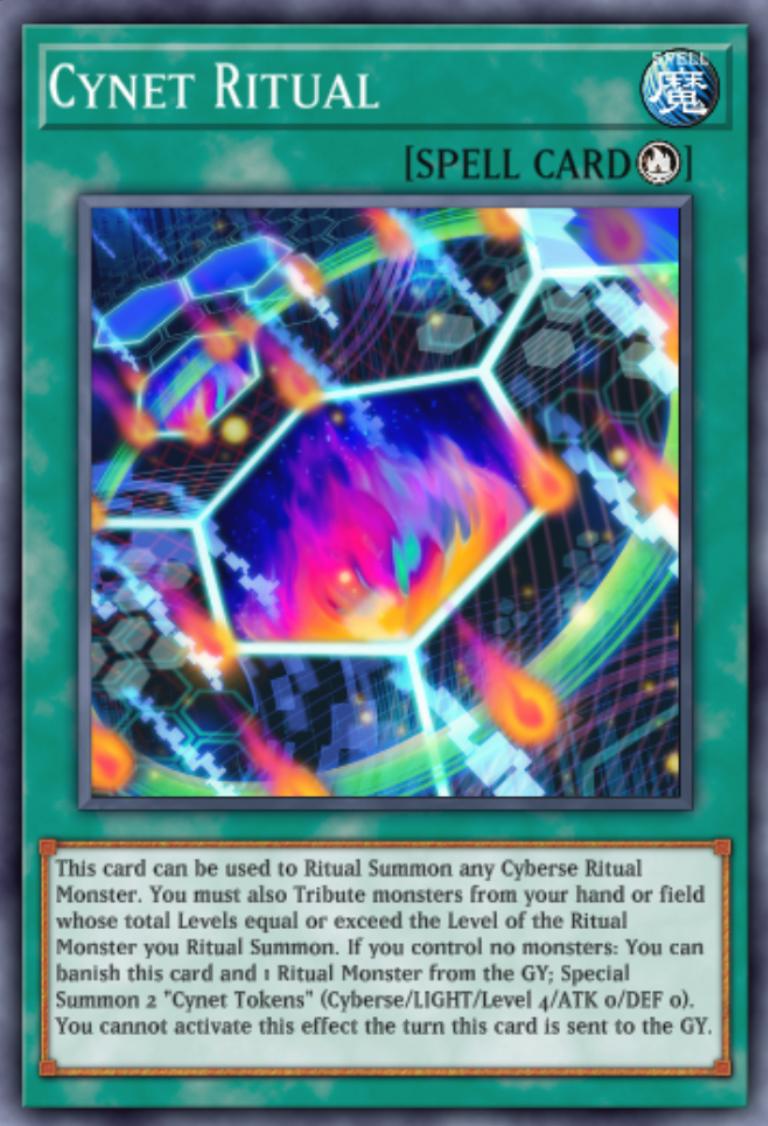 Cynet Ritual
SPELL
魔
[SPELL CARD]
This card can be used to Ritual Summon any Cyberse Ritual
Monster. You must also Tribute monsters from your hand or field
whose total Levels equal or exceed the Level of the Ritual
Monster you Ritual Summon. If you control no monsters: You can
banish this card and 1 Ritual Monster from the GY; Special
Summon 2 "Cynet Tokens" (Cyberse/LIGHT/Level 4/ATK 0/DEF 0).
You cannot activate this effect the turn this card is sent to the GY.